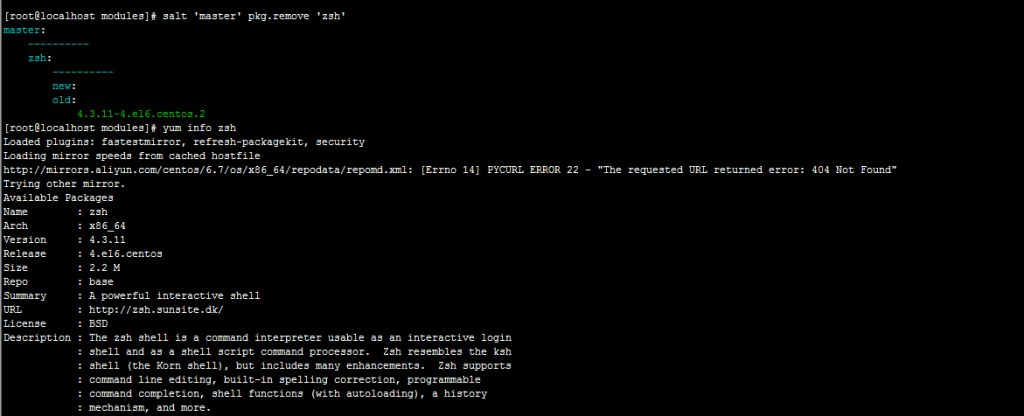 [root@localhost modules]# salt 'master' pkg.remove 'zsh'
master:
    ----------
    zsh:
        ----------
        new:
        old:
            4.3.11-4.el6.centos.2
[root@localhost modules]# yum info zsh
Loaded plugins: fastestmirror, refresh-packagekit, security
Loading mirror speeds from cached hostfile
http://mirrors.aliyun.com/centos/6.7/os/x86_64/repodata/repomd.xml: [Errno 14] PYCURL ERROR 22 - "The requested URL returned error: 404 Not Found"
Trying other mirror.
Available Packages
Name        : zsh
Arch        : x86_64
Version     : 4.3.11
Release     : 4.el6.centos
Size        : 2.2 M
Repo        : base
Summary     : A powerful interactive shell
URL         : http://zsh.sunsite.dk/
License     : BSD
Description : The zsh shell is a command interpreter usable as an interactive login
            : shell and as a shell script command processor.  Zsh resembles the ksh
            : shell (the Korn shell), but includes many enhancements.  Zsh supports
            : command line editing, built-in spelling correction, programmable
            : command completion, shell functions (with autoloading), a history
            : mechanism, and more.